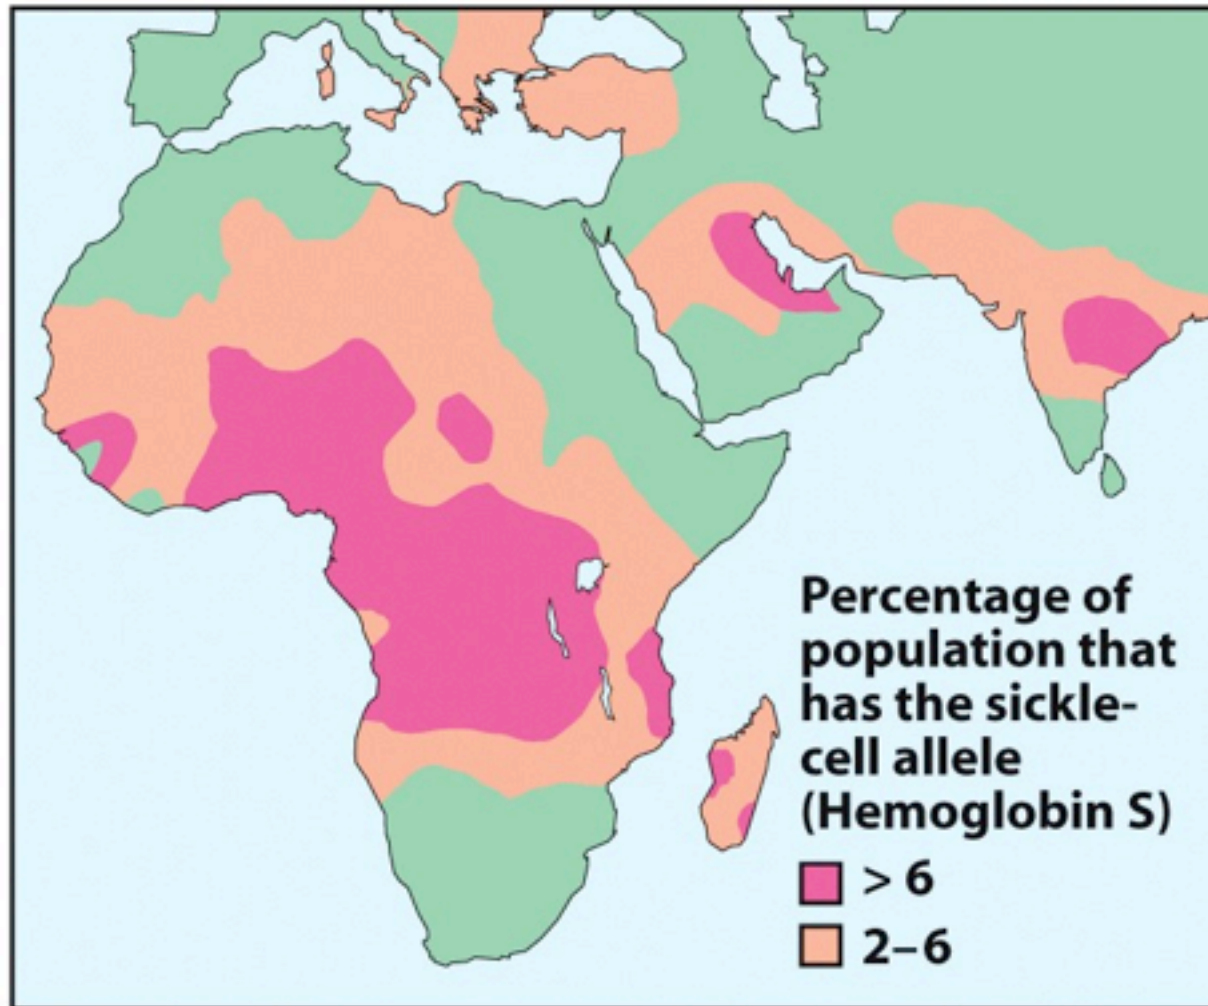 Percentage of
population that
has the sickle-
cell allele
(Hemoglobin S)
> 6
2–6